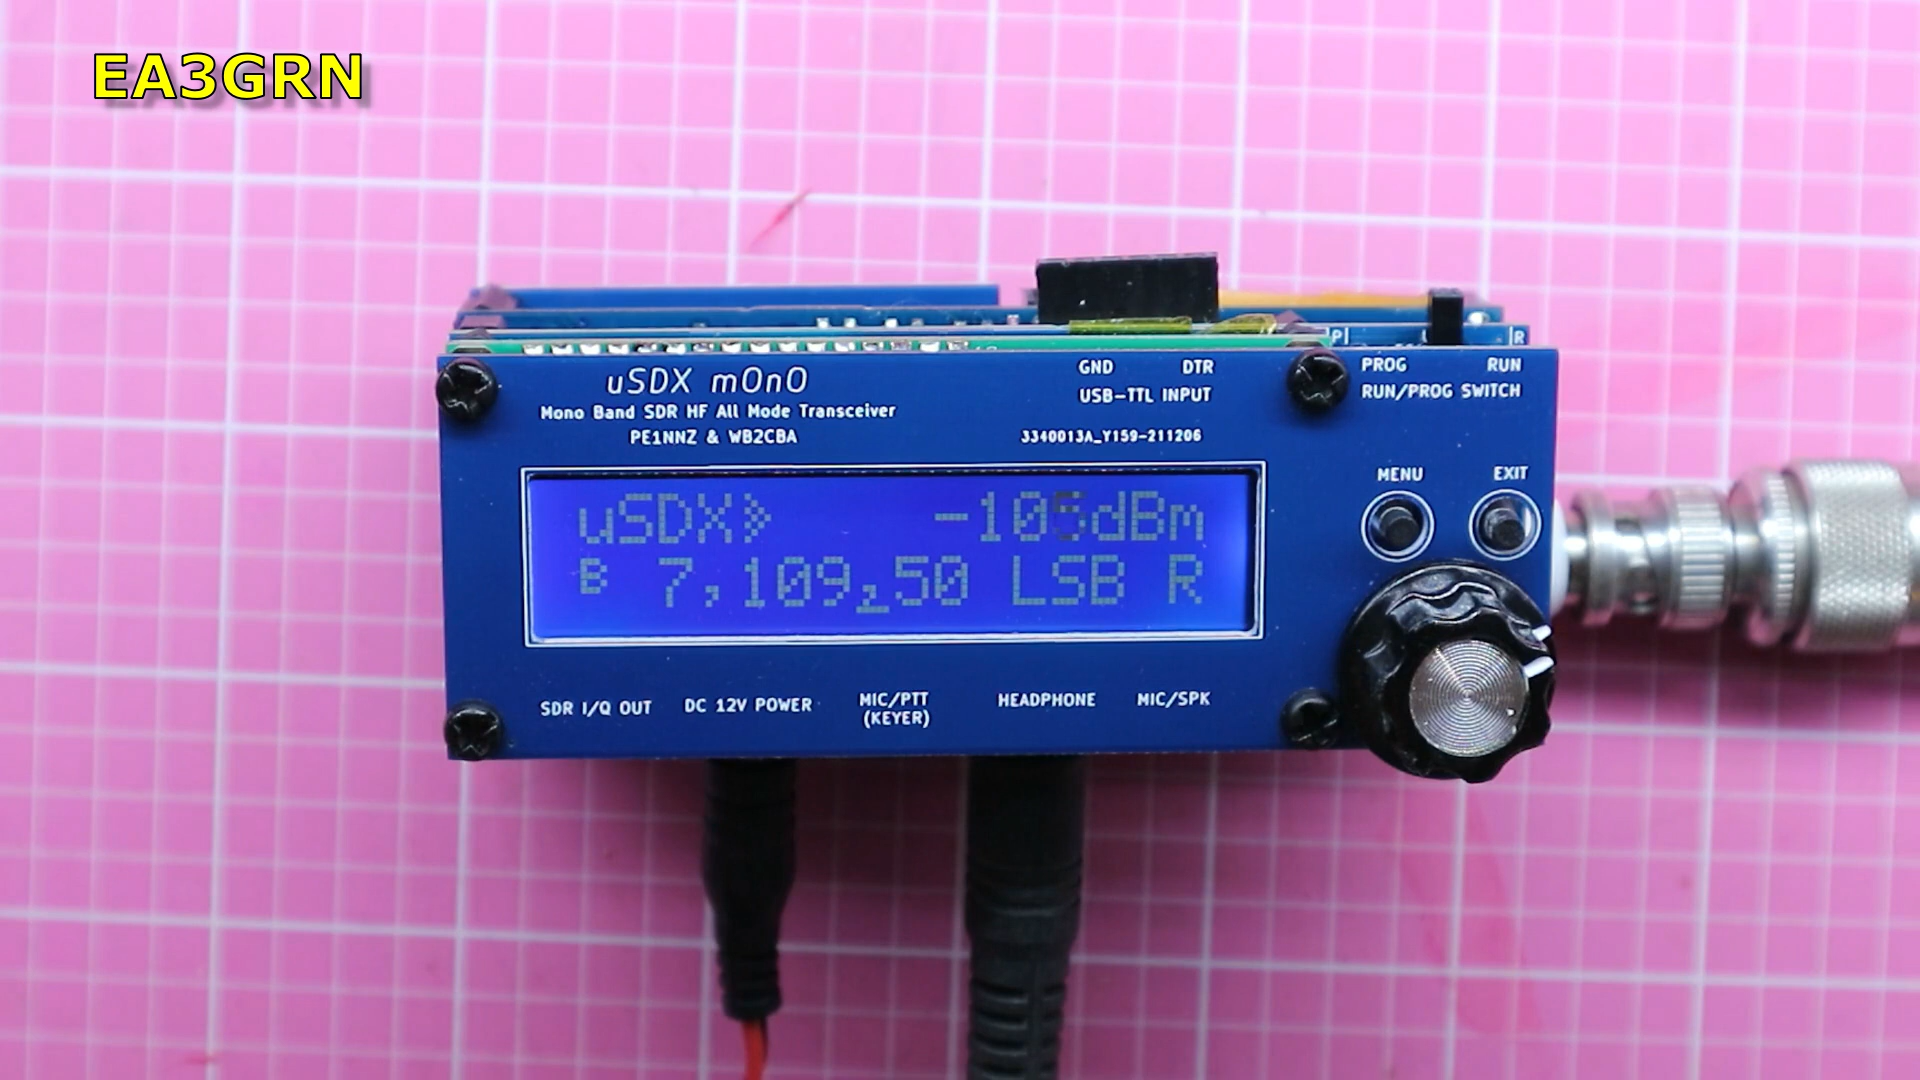 EA3GRN
uSDX mOnO
Mono Band SDR HF All Mode Transceiver
PE1NNZ & WB2CBA
GND DTR
USB-TTL INPUT
3340013A_Y159-211206
PROG RUN
RUN/PROG SWITCH
MENU EXIT
uSDX -105dBm
B 7,109.50 LSB R
SDR I/Q OUT
DC 12V POWER
MIC/PTT
(KEYER)
HEADPHONE
MIC/SPK